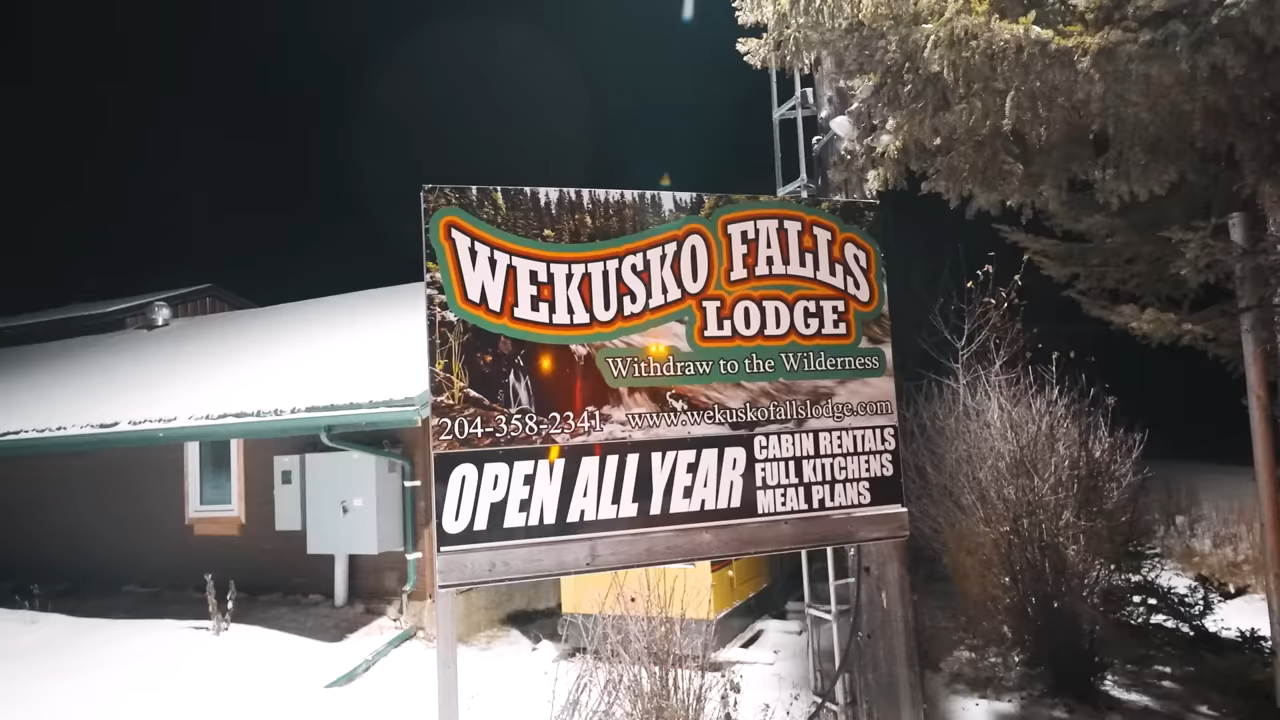 WEKUSKO FALLS
LODGE
Withdraw to the Wilderness
204-358-2341 www.wekuskofallslodge.com
OPEN ALL YEAR
CABIN RENTALS
FULL KITCHENS
MEAL PLANS